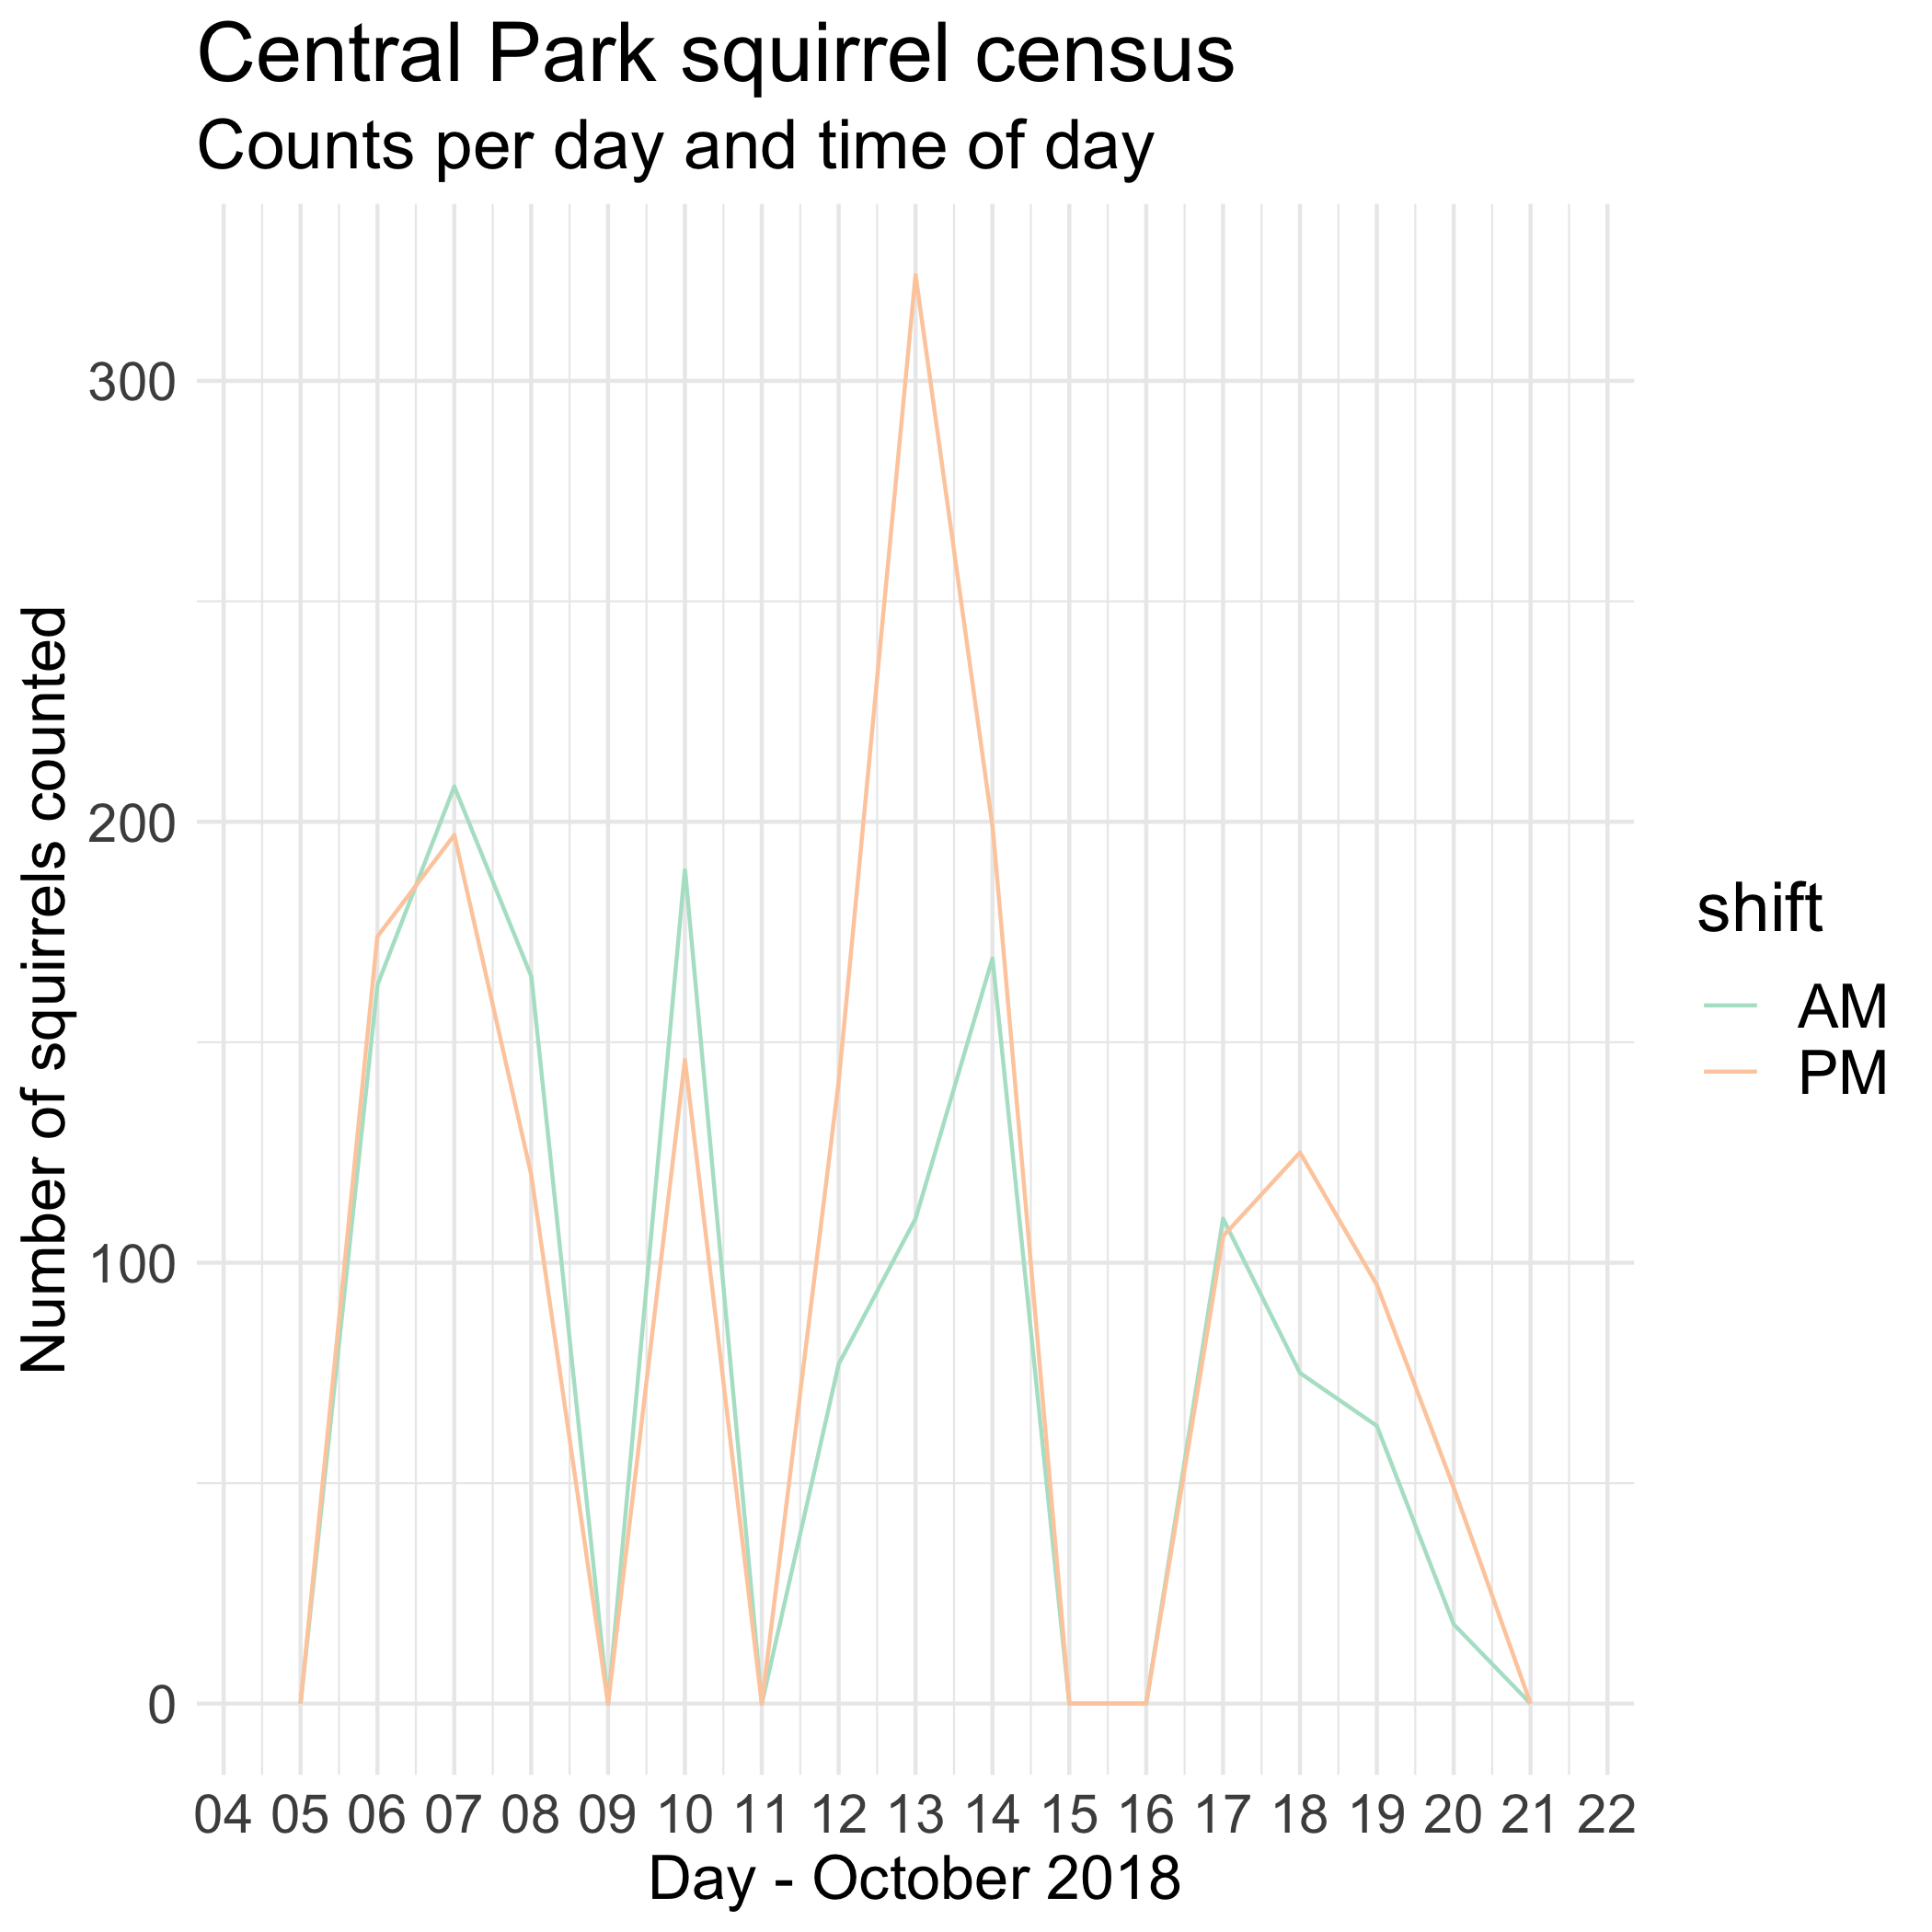 Central Park squirrel census
Counts per day and time of day
Number of squirrels counted
300
200
100
0
04 05 06 07 08 09 10 11 12 13 14 15 16 17 18 19 20 21 22
Day - October 2018
shift
AM
PM